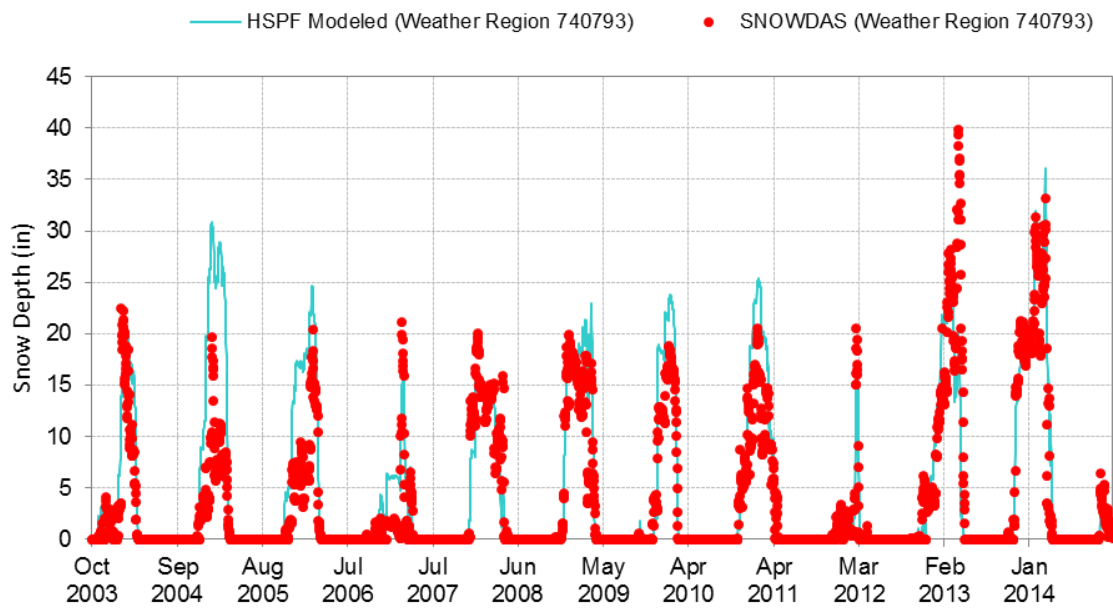 HSPF Modeled (Weather Region 740793) SNOWDAS (Weather Region 740793)
45
40
35
30
25
20
15
10
5
0
Snow Depth (in)
Oct Sep Aug Jul Jul Jun May Apr Apr Mar Feb Jan
2003 2004 2005 2006 2007 2008 2009 2010 2011 2012 2013 2014